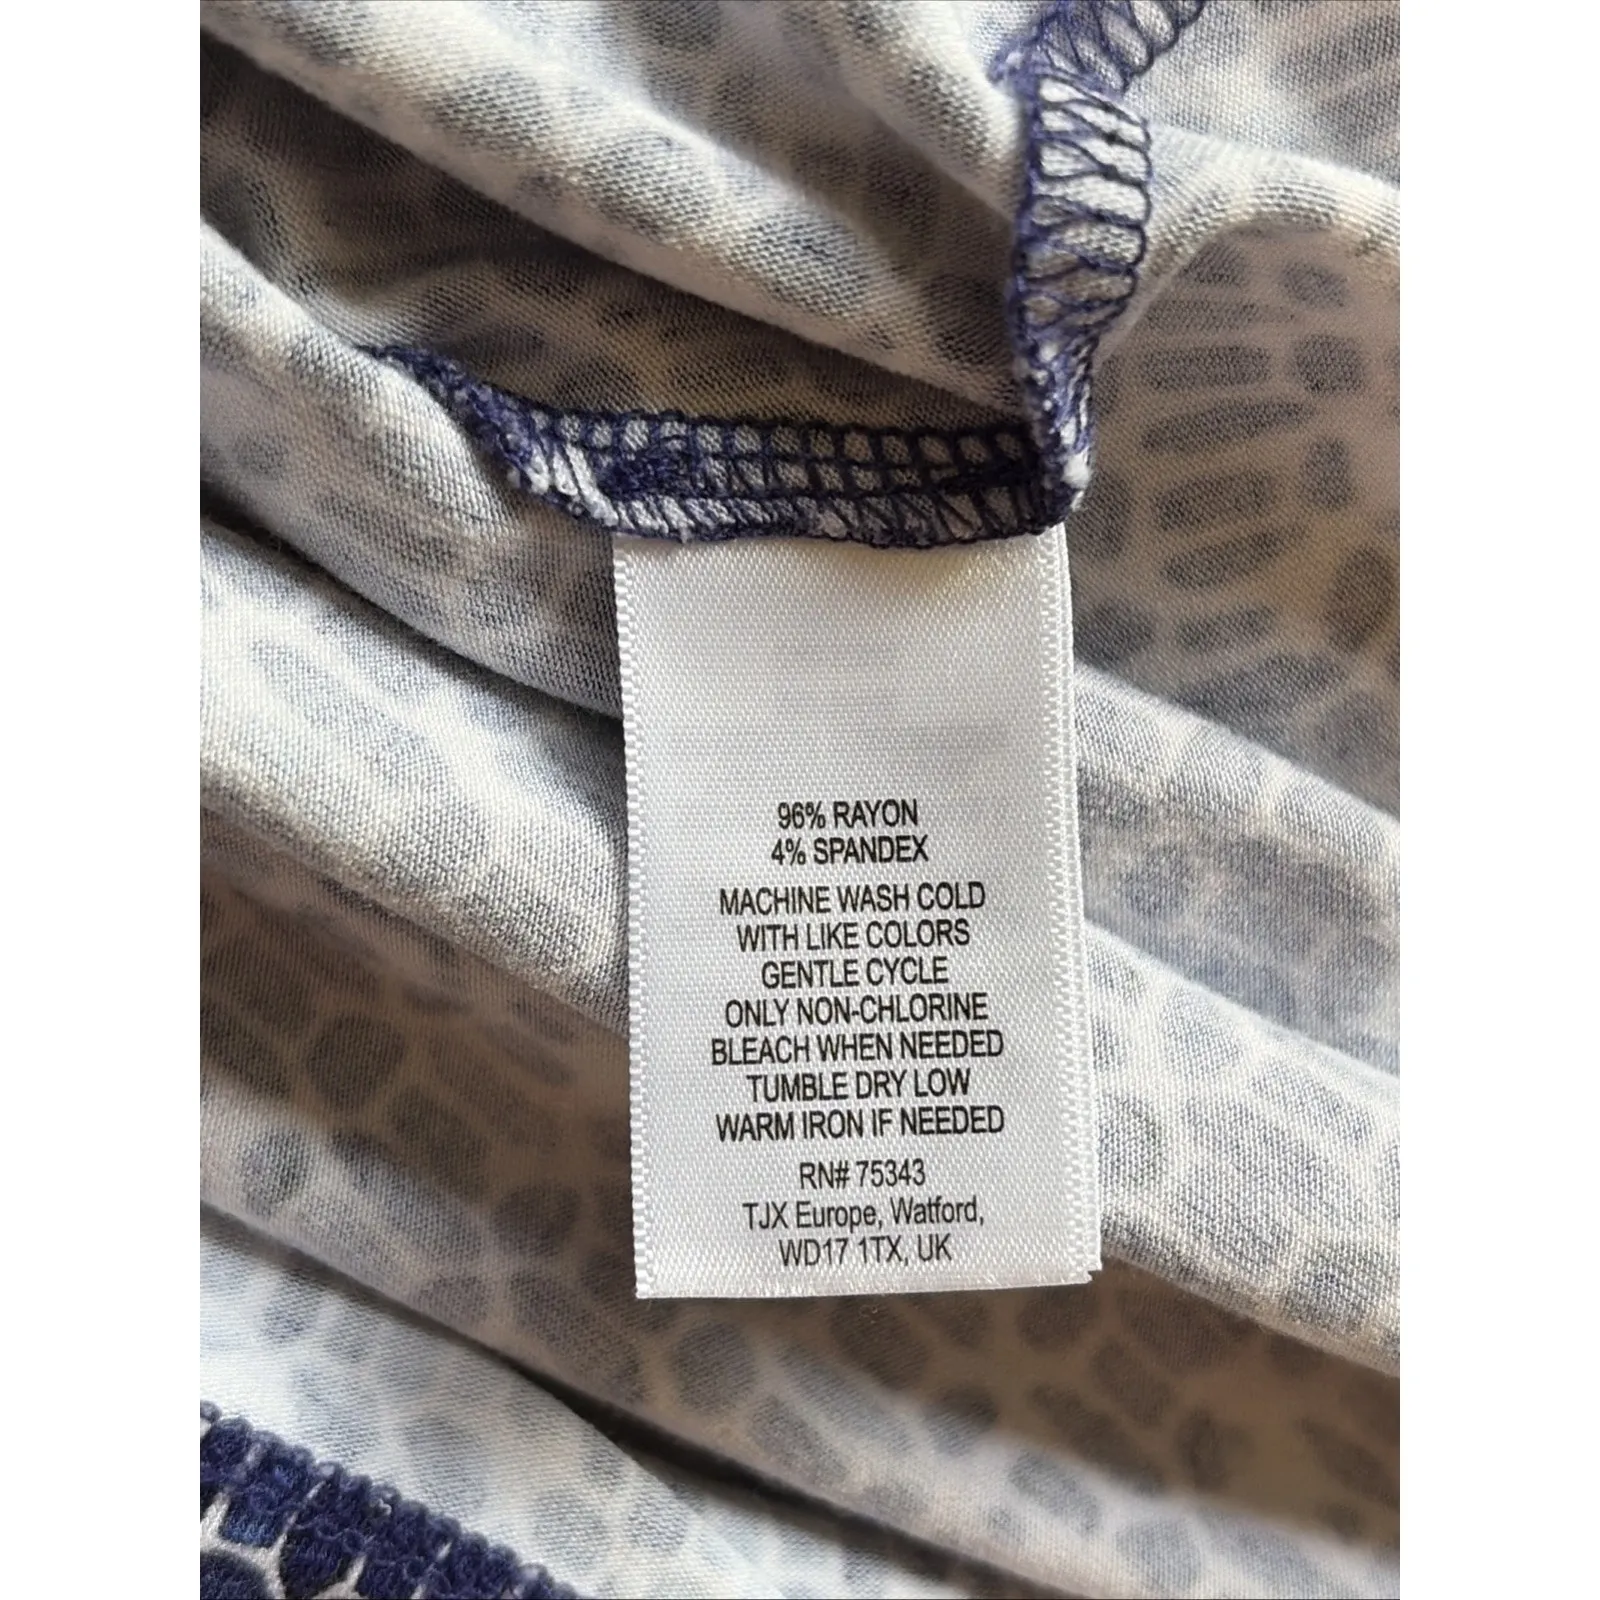 96% RAYON
4% SPANDEX
MACHINE WASH COLD
WITH LIKE COLORS
GENTLE CYCLE
ONLY NON-CHLORINE
BLEACH WHEN NEEDED
TUMBLE DRY LOW
WARM IRON IF NEEDED
RN# 75343
TJX Europe, Watford,
WD17 1TX, UK